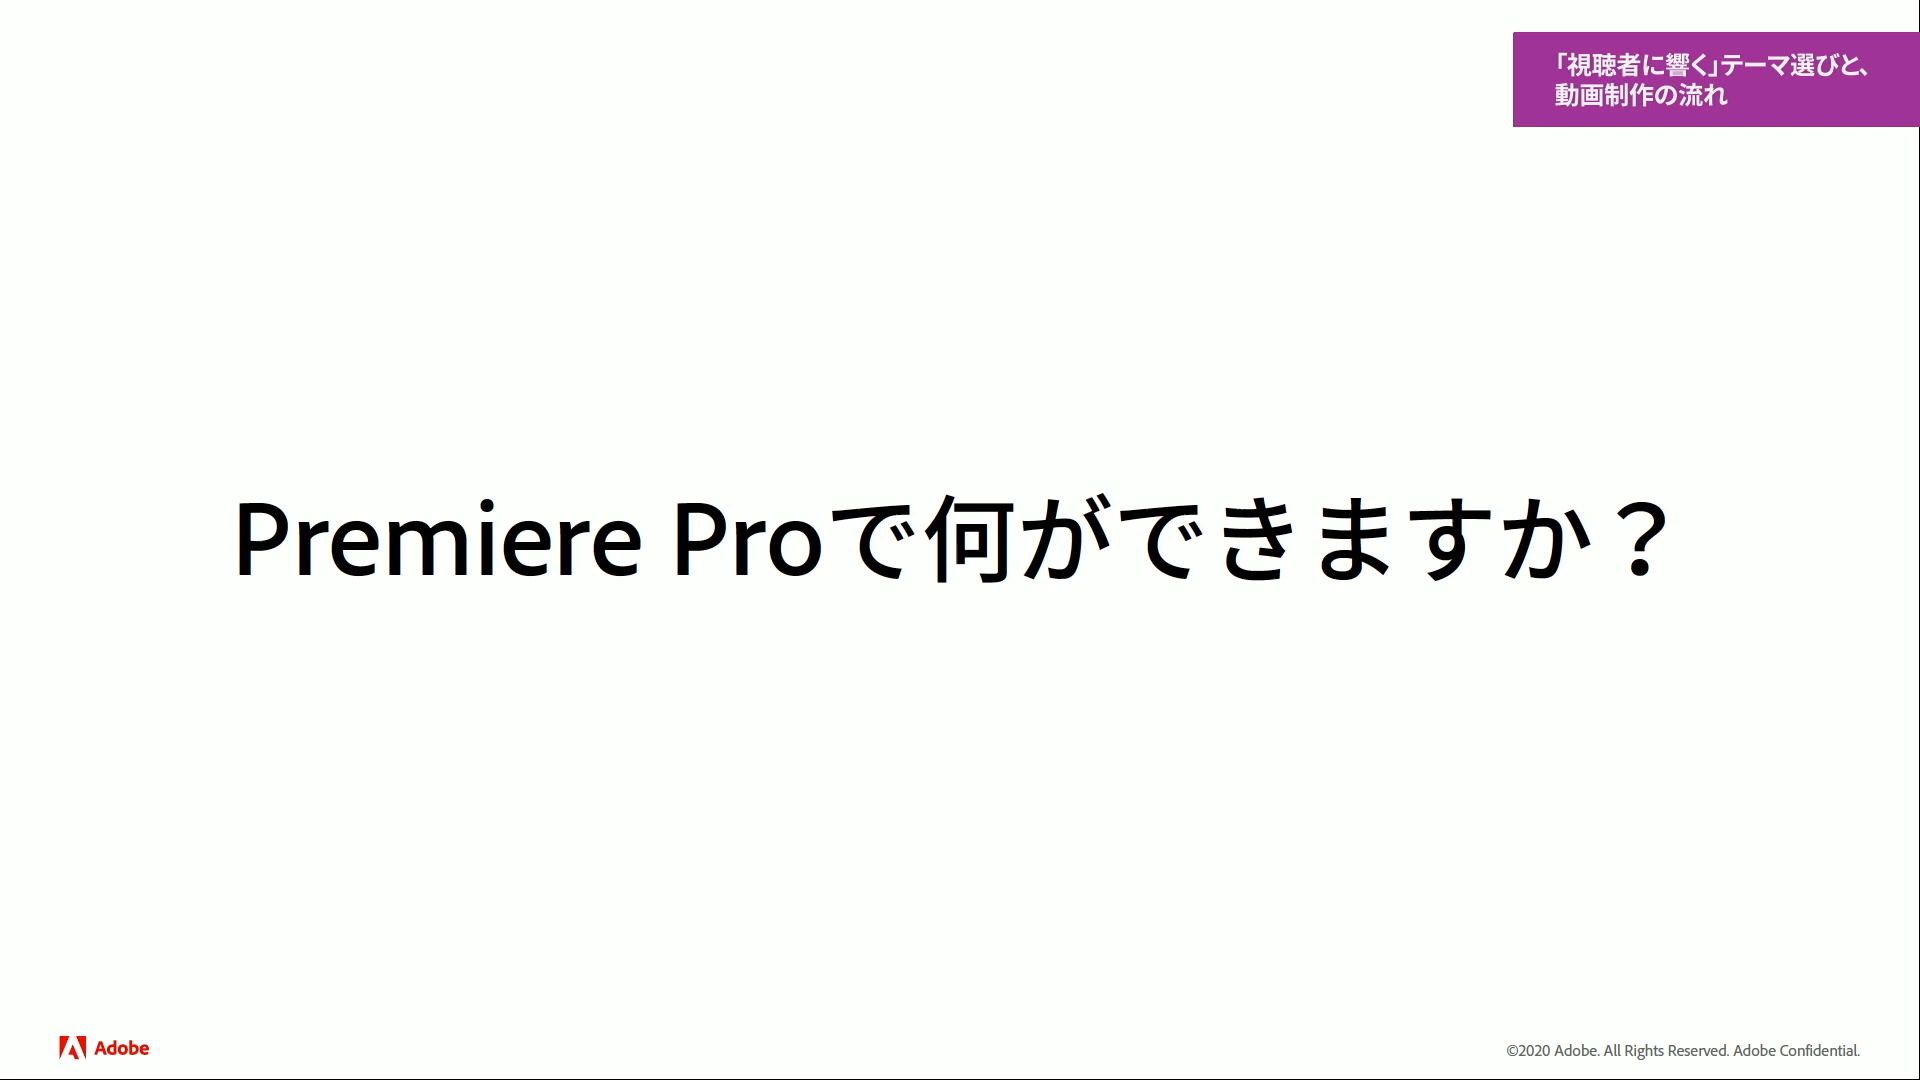 「視聴者に響く」テーマ選びと、
動画制作の流れ
Premiere Proで何ができますか？
Adobe
©2020 Adobe. All Rights Reserved. Adobe Confidential.